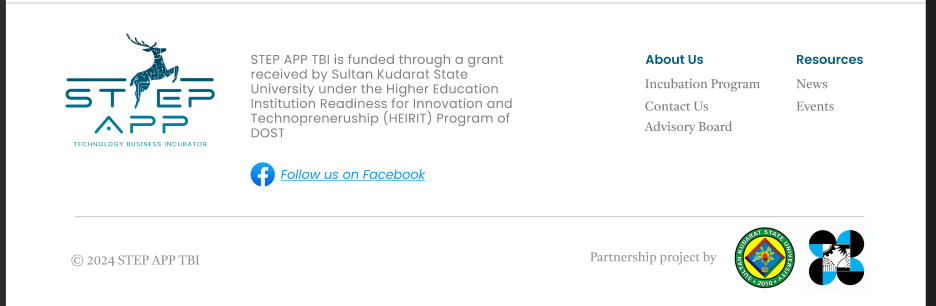 STEP
APP
TECHNOLOGY BUSINESS INCUBATOR
STEP APP TBI is funded through a grant
received by Sultan Kudarat State
University under the Higher Education
Institution Readiness for Innovation and
Technopreneruship (HEIRIT) Program of
DOST
Follow us on Facebook
About Us
Incubation Program
Contact Us
Advisory Board
Resources
News
Events
© 2024 STEP APP TBI
Partnership project by
SULTAN KUDARAT STATE UNIVERSITY
• 2010 •